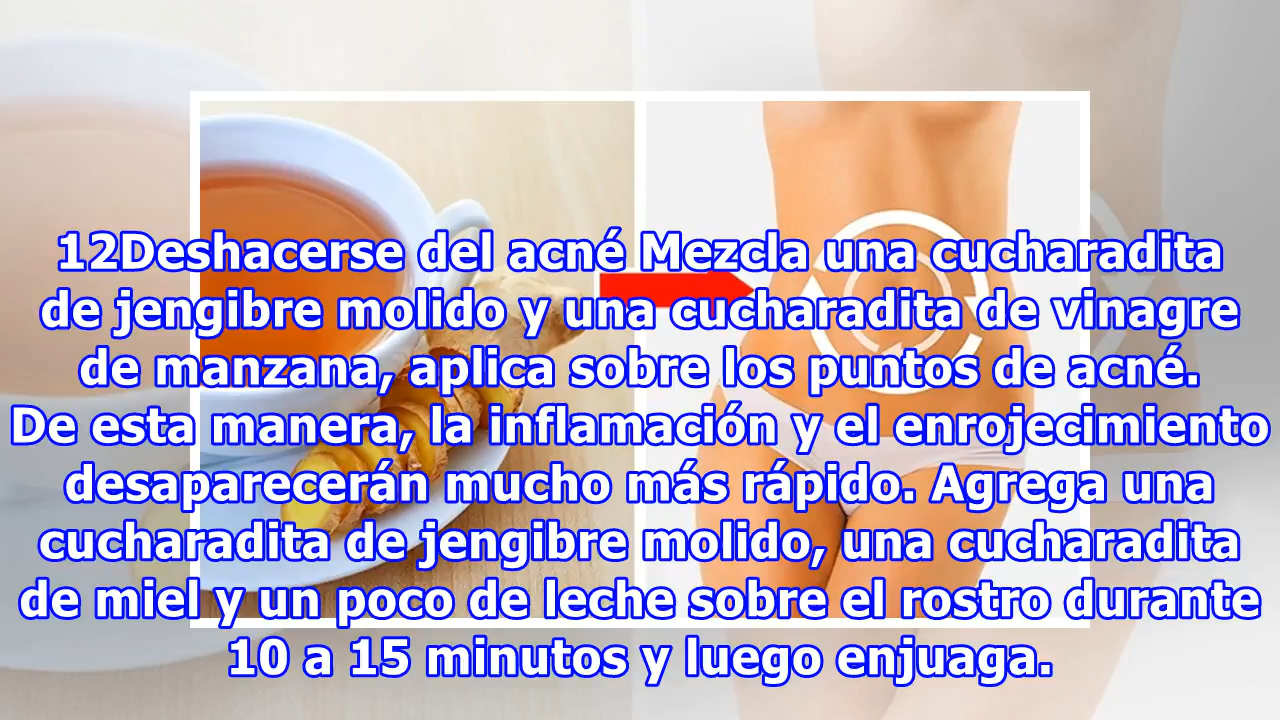 12Deshacerse del acné Mezcla una cucharadita
de jengibre molido y una cucharadita de vinagre
de manzana, aplica sobre los puntos de acné.
De esta manera, la inflamación y el enrojecimiento
desaparecerán mucho más rápido. Agrega una
cucharadita de jengibre molido, una cucharadita
de miel y un poco de leche sobre el rostro durante
10 a 15 minutos y luego enjuaga.